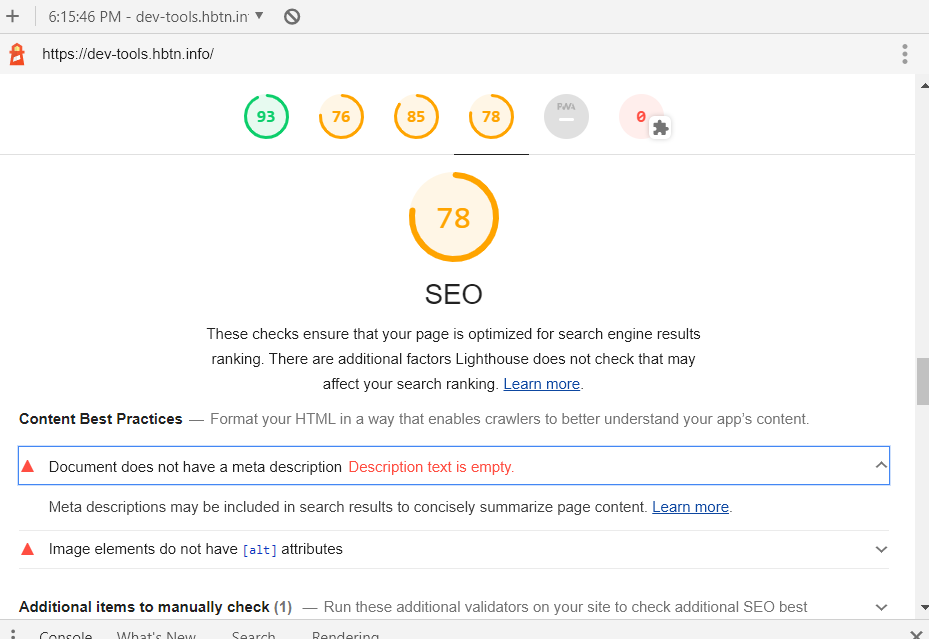 6:15:46 PM - dev-tools.hbtn.in
https://dev-tools.hbtn.info/
93 76 85 78 PWA 0
78
SEO
These checks ensure that your page is optimized for search engine results
ranking. There are additional factors Lighthouse does not check that may
affect your search ranking. Learn more.
Content Best Practices — Format your HTML in a way that enables crawlers to better understand your app’s content.
Document does not have a meta description Description text is empty.
Meta descriptions may be included in search results to concisely summarize page content. Learn more.
Image elements do not have [alt] attributes
Additional items to manually check (1) — Run these additional validators on your site to check additional SEO best
Console What's New Search Rendering